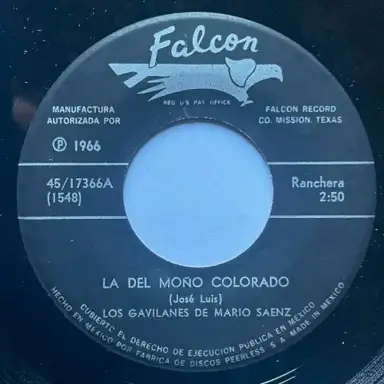 Falcon
REG US PAT OFFICE
MANUFACTURA
AUTORIZADA POR
FALCON RECORD
CO. MISSION, TEXAS
Ⓟ 1966
45/17366A
(1548)
Ranchera
2:50
LA DEL MOÑO COLORADO
(José Luis)
LOS GAVILANES DE MARIO SAENZ
CUBIERTO EL DERECHO DE EJECUCION PUBLICA EN MEXICO
HECHO EN MEXICO POR FABRICA DE DISCOS PEERLESS S A MADE IN MEXICO